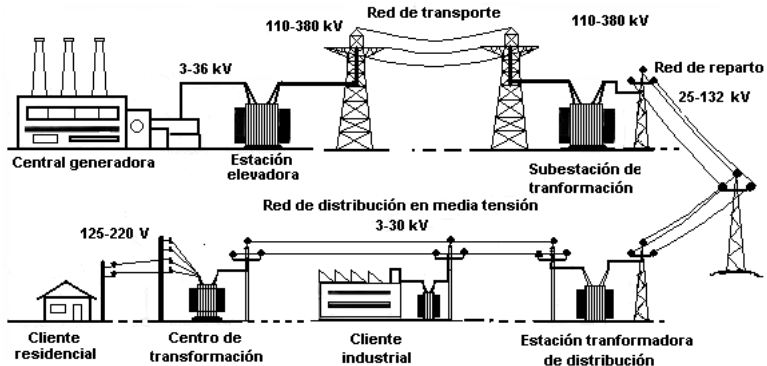 110-380 kV
Red de transporte
110-380 kV
3-36 kV
Red de reparto
25-132 kV
Central generadora
Estación
elevadora
Subestación de
tranformación
Red de distribución en media tensión
3-30 kV
125-220 V
Cliente
residencial
Centro de
transformación
Cliente
industrial
Estación tranformadora
de distribución